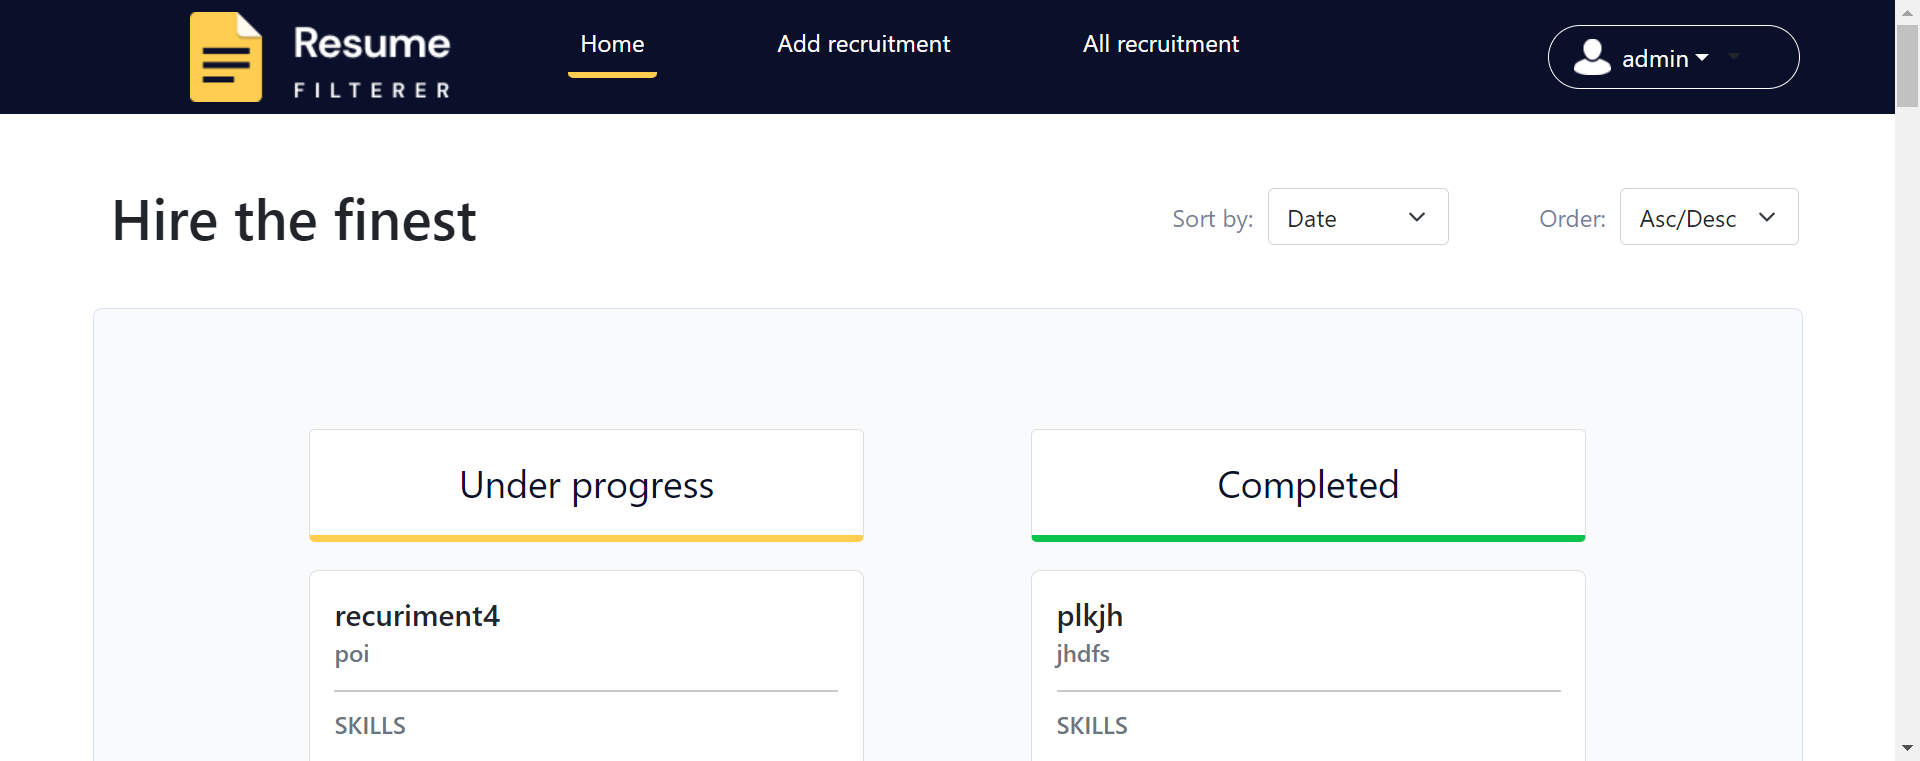 Resume
FILTERER
Home
Add recruitment
All recruitment
admin
Hire the finest
Sort by:
Date
Order:
Asc/Desc
Under progress
Completed
recuriment4
poi
SKILLS
plkjh
jhdfs
SKILLS